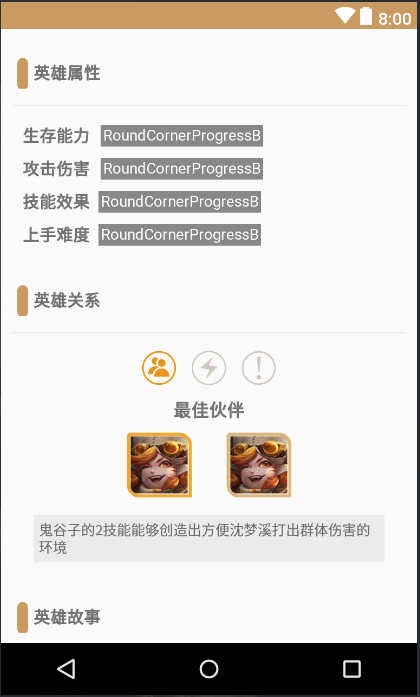 8:00
英雄属性
生存能力 RoundCornerProgressB
攻击伤害 RoundCornerProgressB
技能效果 RoundCornerProgressB
上手难度 RoundCornerProgressB
英雄关系
最佳伙伴
鬼谷子的2技能能够创造出方便沈梦溪打出群体伤害的
环境
英雄故事